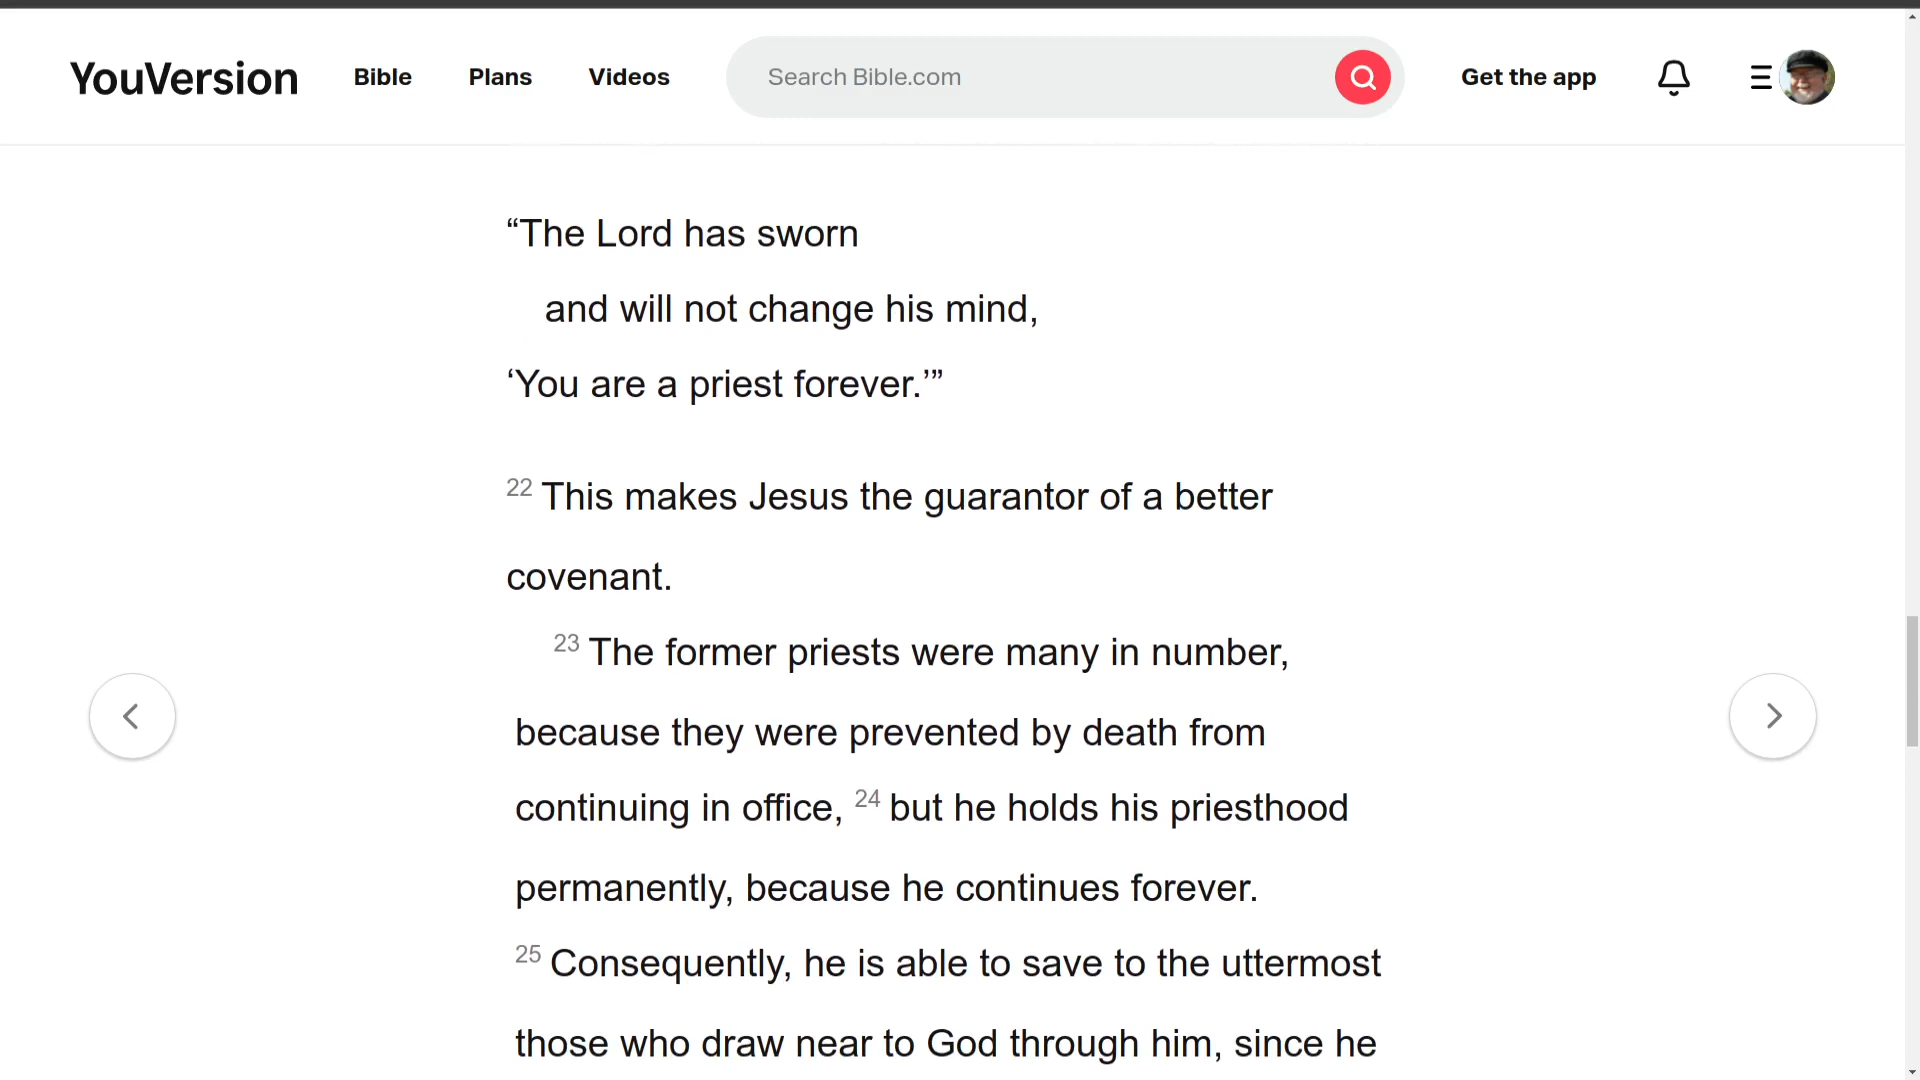 YouVersion Bible Plans Videos Search Bible.com Get the app
“The Lord has sworn
and will not change his mind,
‘You are a priest forever.’”
22 This makes Jesus the guarantor of a better
covenant.
23 The former priests were many in number,
because they were prevented by death from
continuing in office, 24 but he holds his priesthood
permanently, because he continues forever.
25 Consequently, he is able to save to the uttermost
those who draw near to God through him, since he